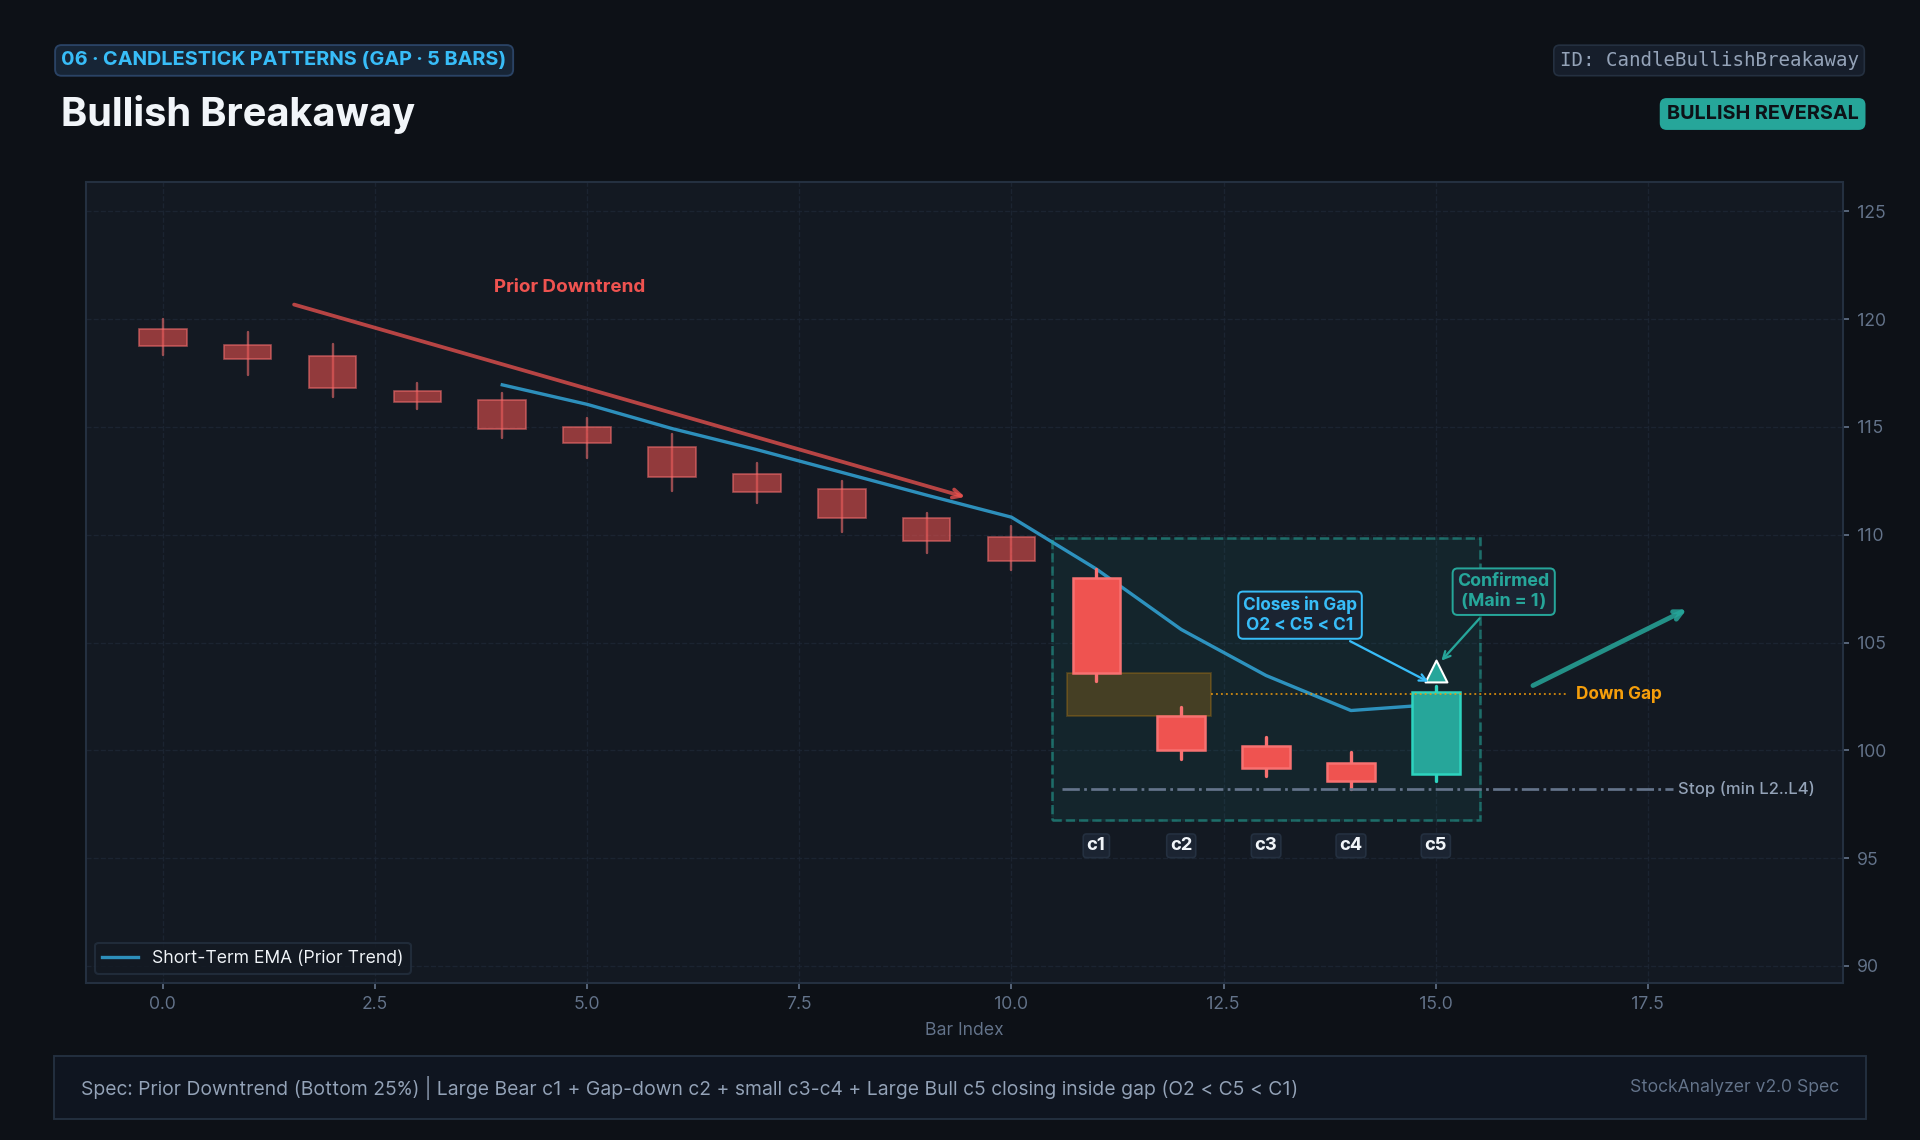 06 · CANDLESTICK PATTERNS (GAP · 5 BARS)
ID: CandleBullishBreakaway
Bullish Breakaway
BULLISH REVERSAL
125
Prior Downtrend
120
115
110
Confirmed
(Main = 1)
Closes in Gap
O2 < C5 < C1
105
Down Gap
100
Stop (min L2..L4)
c1 c2 c3 c4 c5
95
Short-Term EMA (Prior Trend)
90
0.0 2.5 5.0 7.5 10.0 12.5 15.0 17.5
Bar Index
Spec: Prior Downtrend (Bottom 25%) | Large Bear c1 + Gap-down c2 + small c3-c4 + Large Bull c5 closing inside gap (O2 < C5 < C1)
StockAnalyzer v2.0 Spec